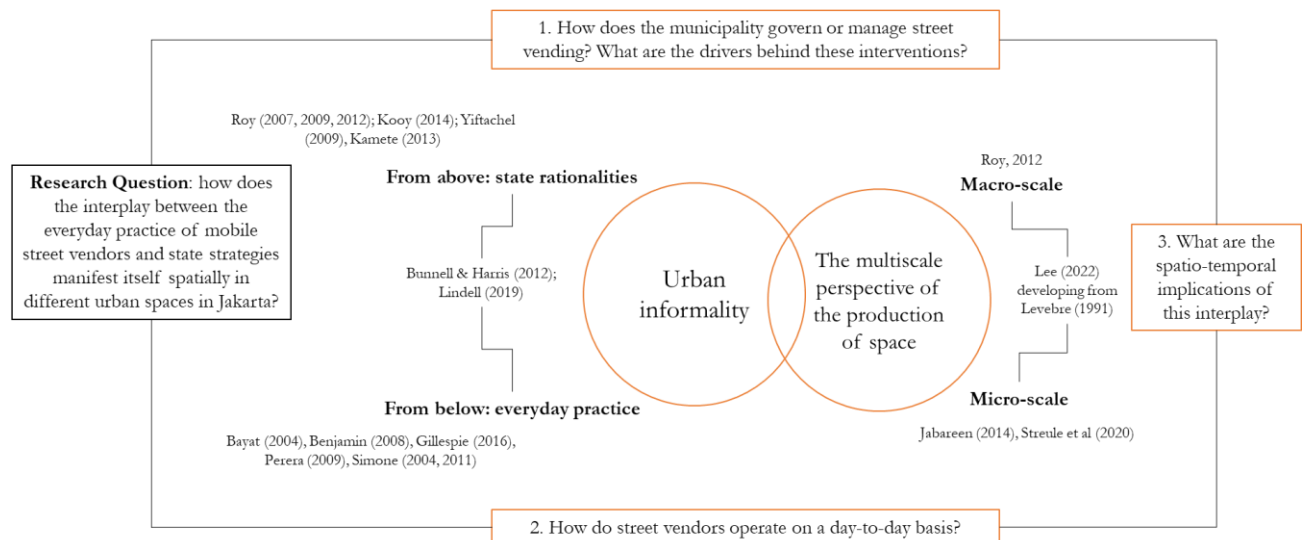 1. How does the municipality govern or manage street
vending? What are the drivers behind these interventions?
Roy (2007, 2009, 2012); Kooy (2014); Yiftachel
(2009), Kamete (2013)
Research Question: how does
the interplay between the
everyday practice of mobile
street vendors and state strategies
manifest itself spatially in
different urban spaces in Jakarta?
From above: state rationalities
Bunnell & Harris (2012);
Lindell (2019)
From below: everyday practice
Bayat (2004), Benjamin (2008), Gillespie (2016),
Perera (2009), Simone (2004, 2011)
Urban
informality
The multiscale
perspective of
the production
of space
Roy, 2012
Macro-scale
Lee (2022)
developing from
Levebre (1991)
Micro-scale
Jabareen (2014), Streule et al (2020)
3. What are the
spatio-temporal
implications of
this interplay?
2. How do street vendors operate on a day-to-day basis?